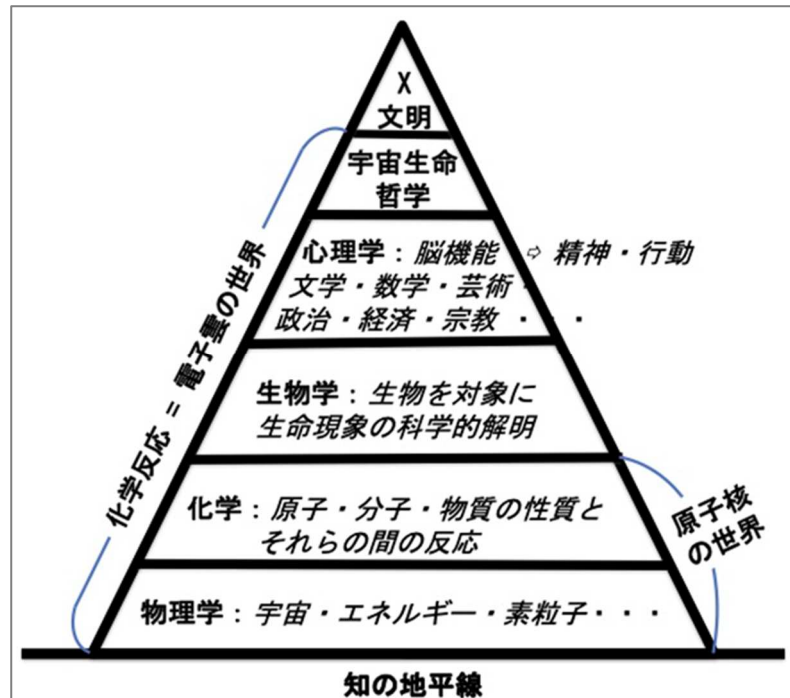 X
文明
宇宙生命
哲学
心理学：脳機能 ⇨ 精神・行動
文学・数学・芸術・
政治・経済・宗教・・・
生物学：生物を対象に
生命現象の科学的解明
化学：原子・分子・物質の性質と
それらの間の反応
物理学：宇宙・エネルギー・素粒子・・・
化学反応 = 電子雲の世界
原子核
の世界
知の地平線